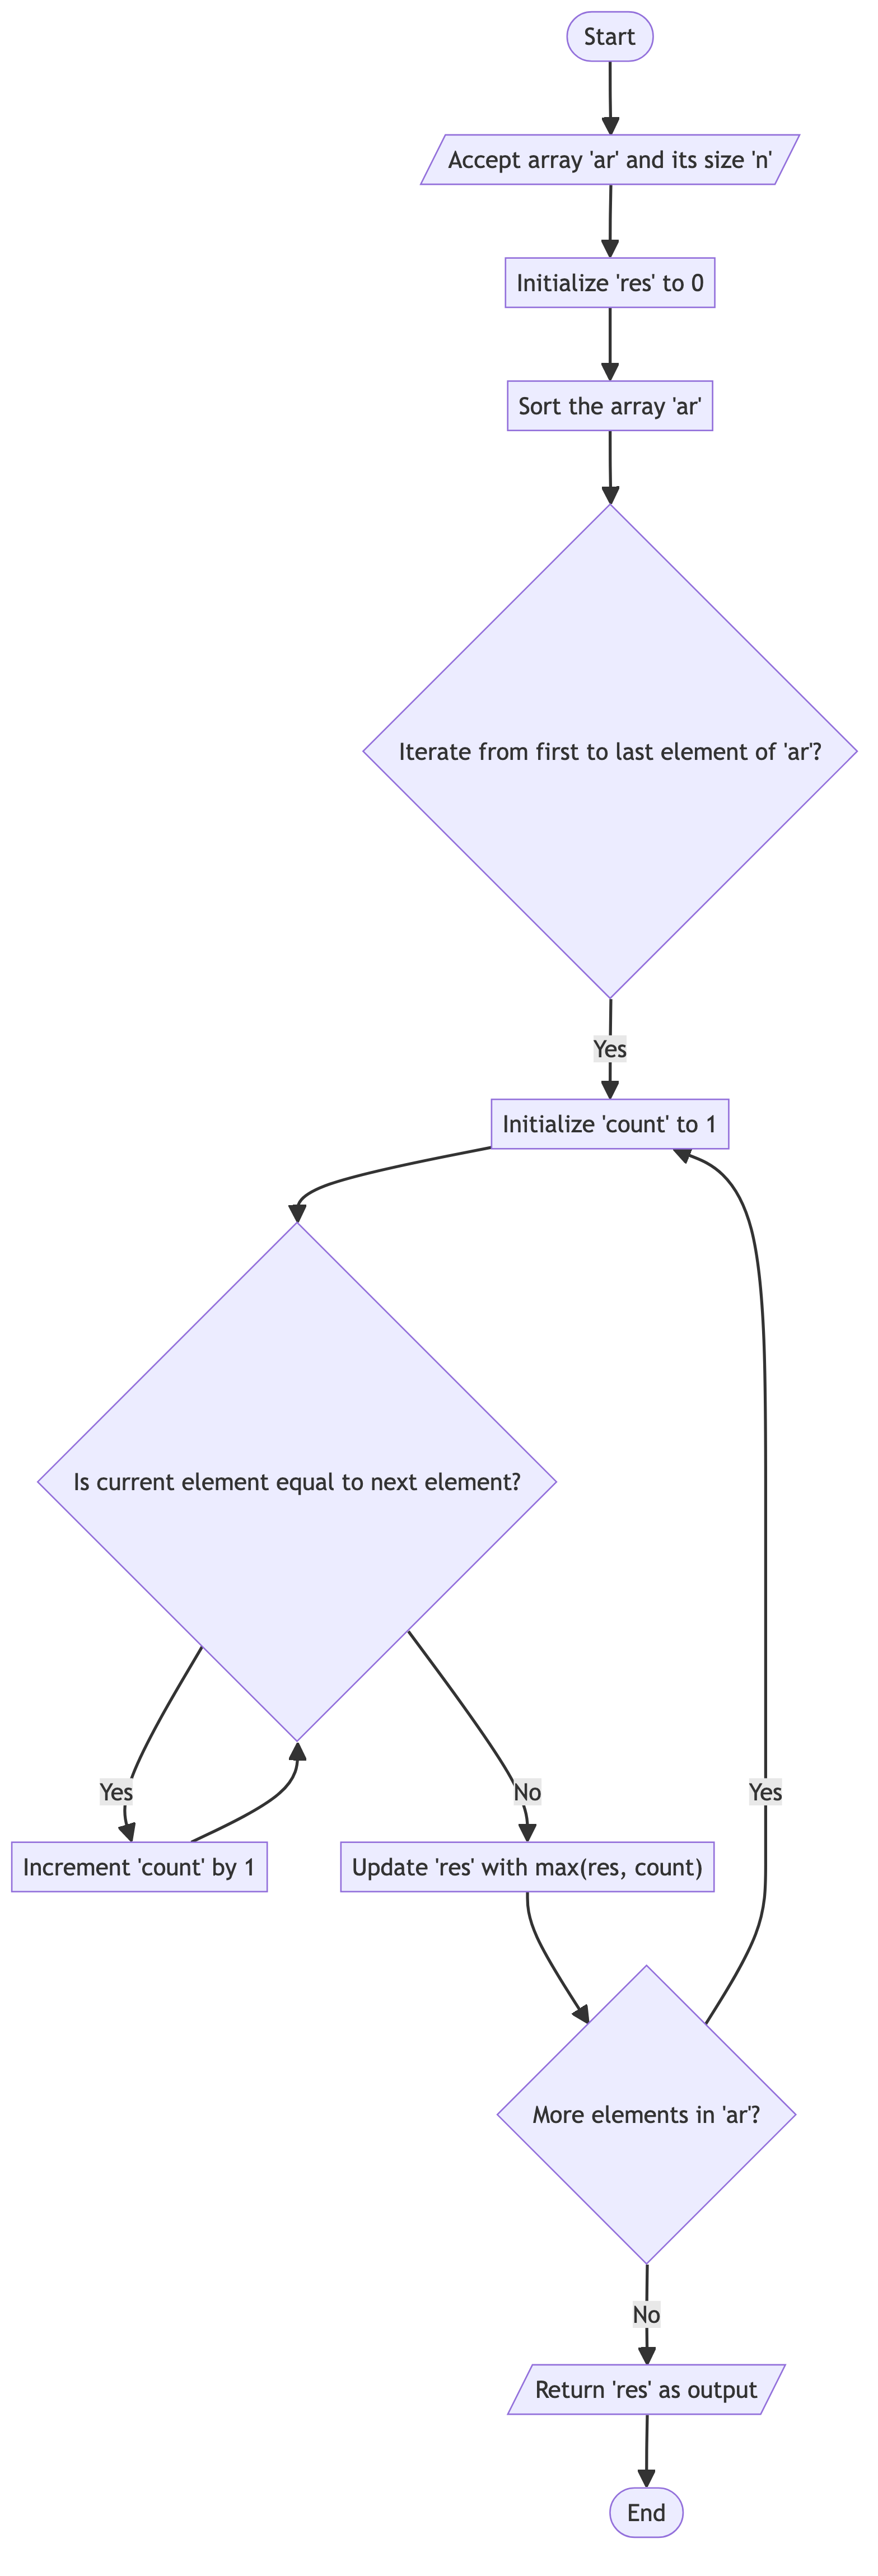 Start
Accept array 'ar' and its size 'n'
Initialize 'res' to 0
Sort the array 'ar'
Iterate from first to last element of 'ar'?
Yes
Initialize 'count' to 1
Is current element equal to next element?
Yes
No
Yes
Increment 'count' by 1
Update 'res' with max(res, count)
More elements in 'ar'?
No
Return 'res' as output
End